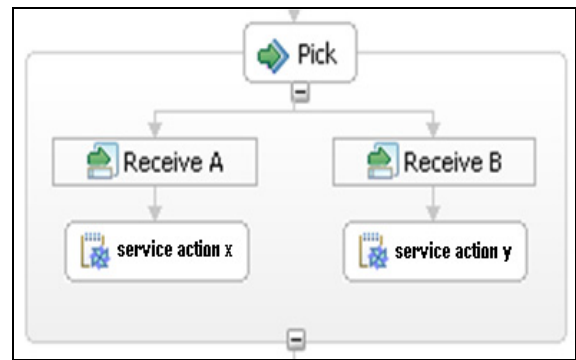 Pick
Receive A
Receive B
service action x
service action y